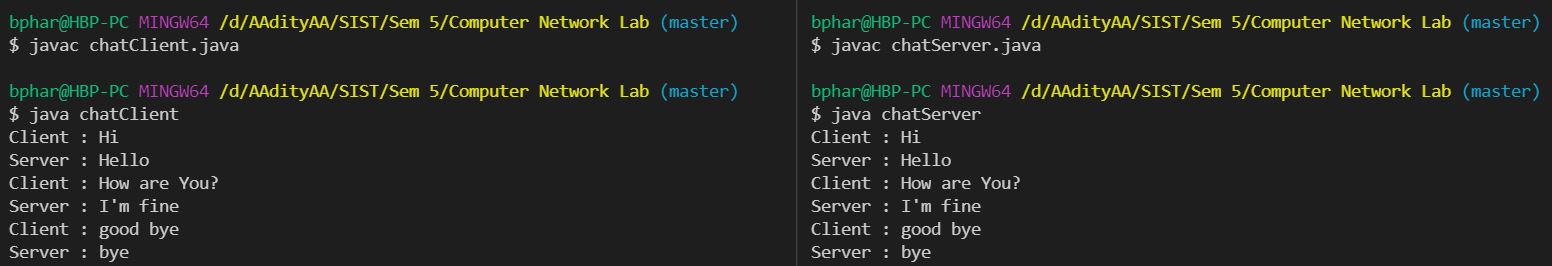 bphar@HBP-PC MINGW64 /d/AAdityAA/SIST/Sem 5/Computer Network Lab (master)
$ javac chatClient.java
bphar@HBP-PC MINGW64 /d/AAdityAA/SIST/Sem 5/Computer Network Lab (master)
$ java chatClient
Client : Hi
Server : Hello
Client : How are You?
Server : I'm fine
Client : good bye
Server : bye
bphar@HBP-PC MINGW64 /d/AAdityAA/SIST/Sem 5/Computer Network Lab (master)
$ javac chatServer.java
bphar@HBP-PC MINGW64 /d/AAdityAA/SIST/Sem 5/Computer Network Lab (master)
$ java chatServer
Client : Hi
Server : Hello
Client : How are You?
Server : I'm fine
Client : good bye
Server : bye